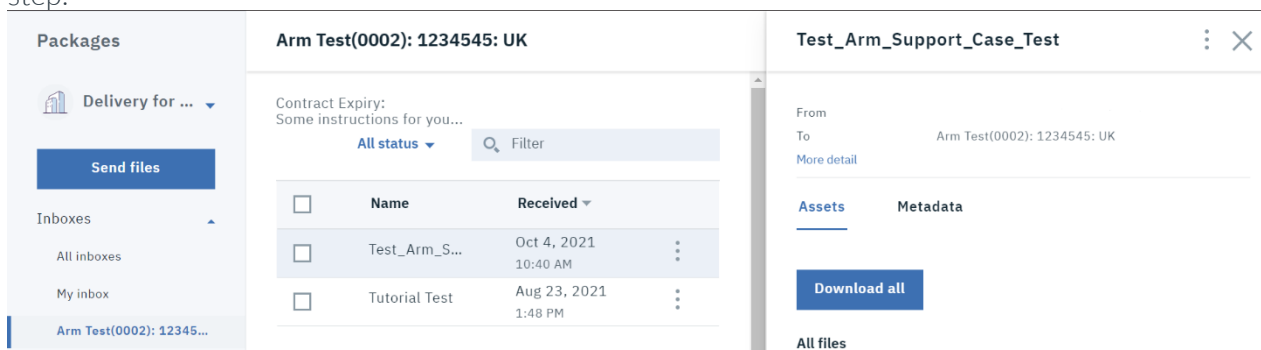 step.
Packages
Delivery for ...
Send files
Inboxes
All inboxes
My inbox
Arm Test(0002): 12345...
Arm Test(0002): 1234545: UK
Contract Expiry:
Some instructions for you...
All status
Filter
Name Received
Test_Arm_S... Oct 4, 2021
10:40 AM
Tutorial Test Aug 23, 2021
1:48 PM
Test_Arm_Support_Case_Test
From
To Arm Test(0002): 1234545: UK
More detail
Assets Metadata
Download all
All files